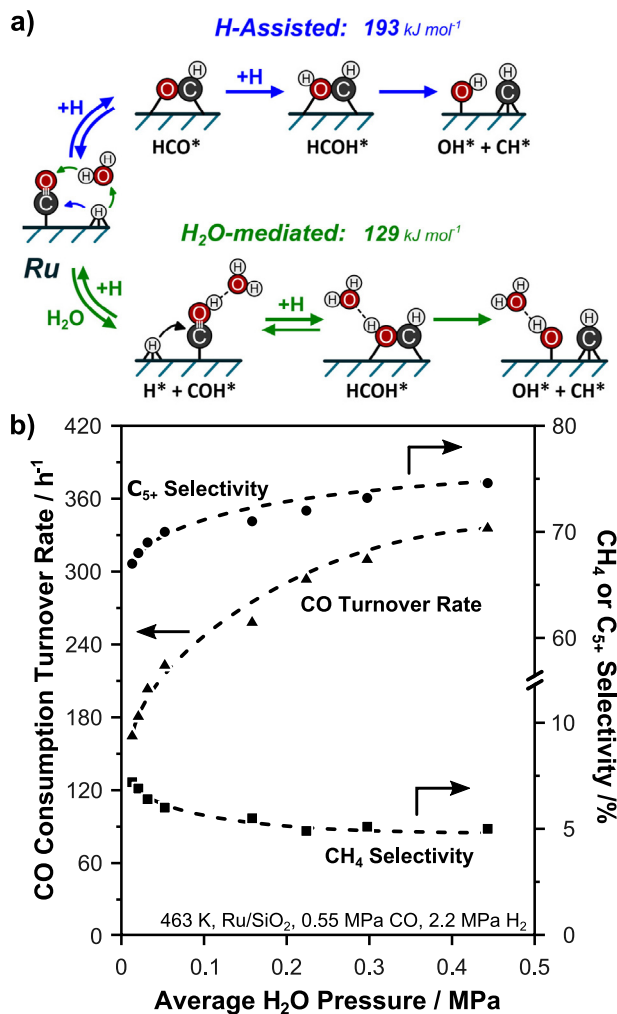 a)
H-Assisted: 193 kJ mol⁻¹
+H
+H
O C H
H O C H
O H C H
HCO*
HCOH*
OH* + CH*
O C H O H H
Ru
H₂O-mediated: 129 kJ mol⁻¹
+H
H₂O
+H
H O C H O H
H O H H O C H
H O H H O C H
H* + COH*
HCOH*
OH* + CH*
b)
420
360
300
240
180
120
60
0
CO Consumption Turnover Rate / h⁻¹
C₅₊ Selectivity
CO Turnover Rate
CH₄ Selectivity
463 K, Ru/SiO₂, 0.55 MPa CO, 2.2 MPa H₂
80
70
60
10
5
0
CH₄ or C₅₊
Selectivity /%
0 0.1 0.2 0.3 0.4 0.5
Average H₂O Pressure / MPa